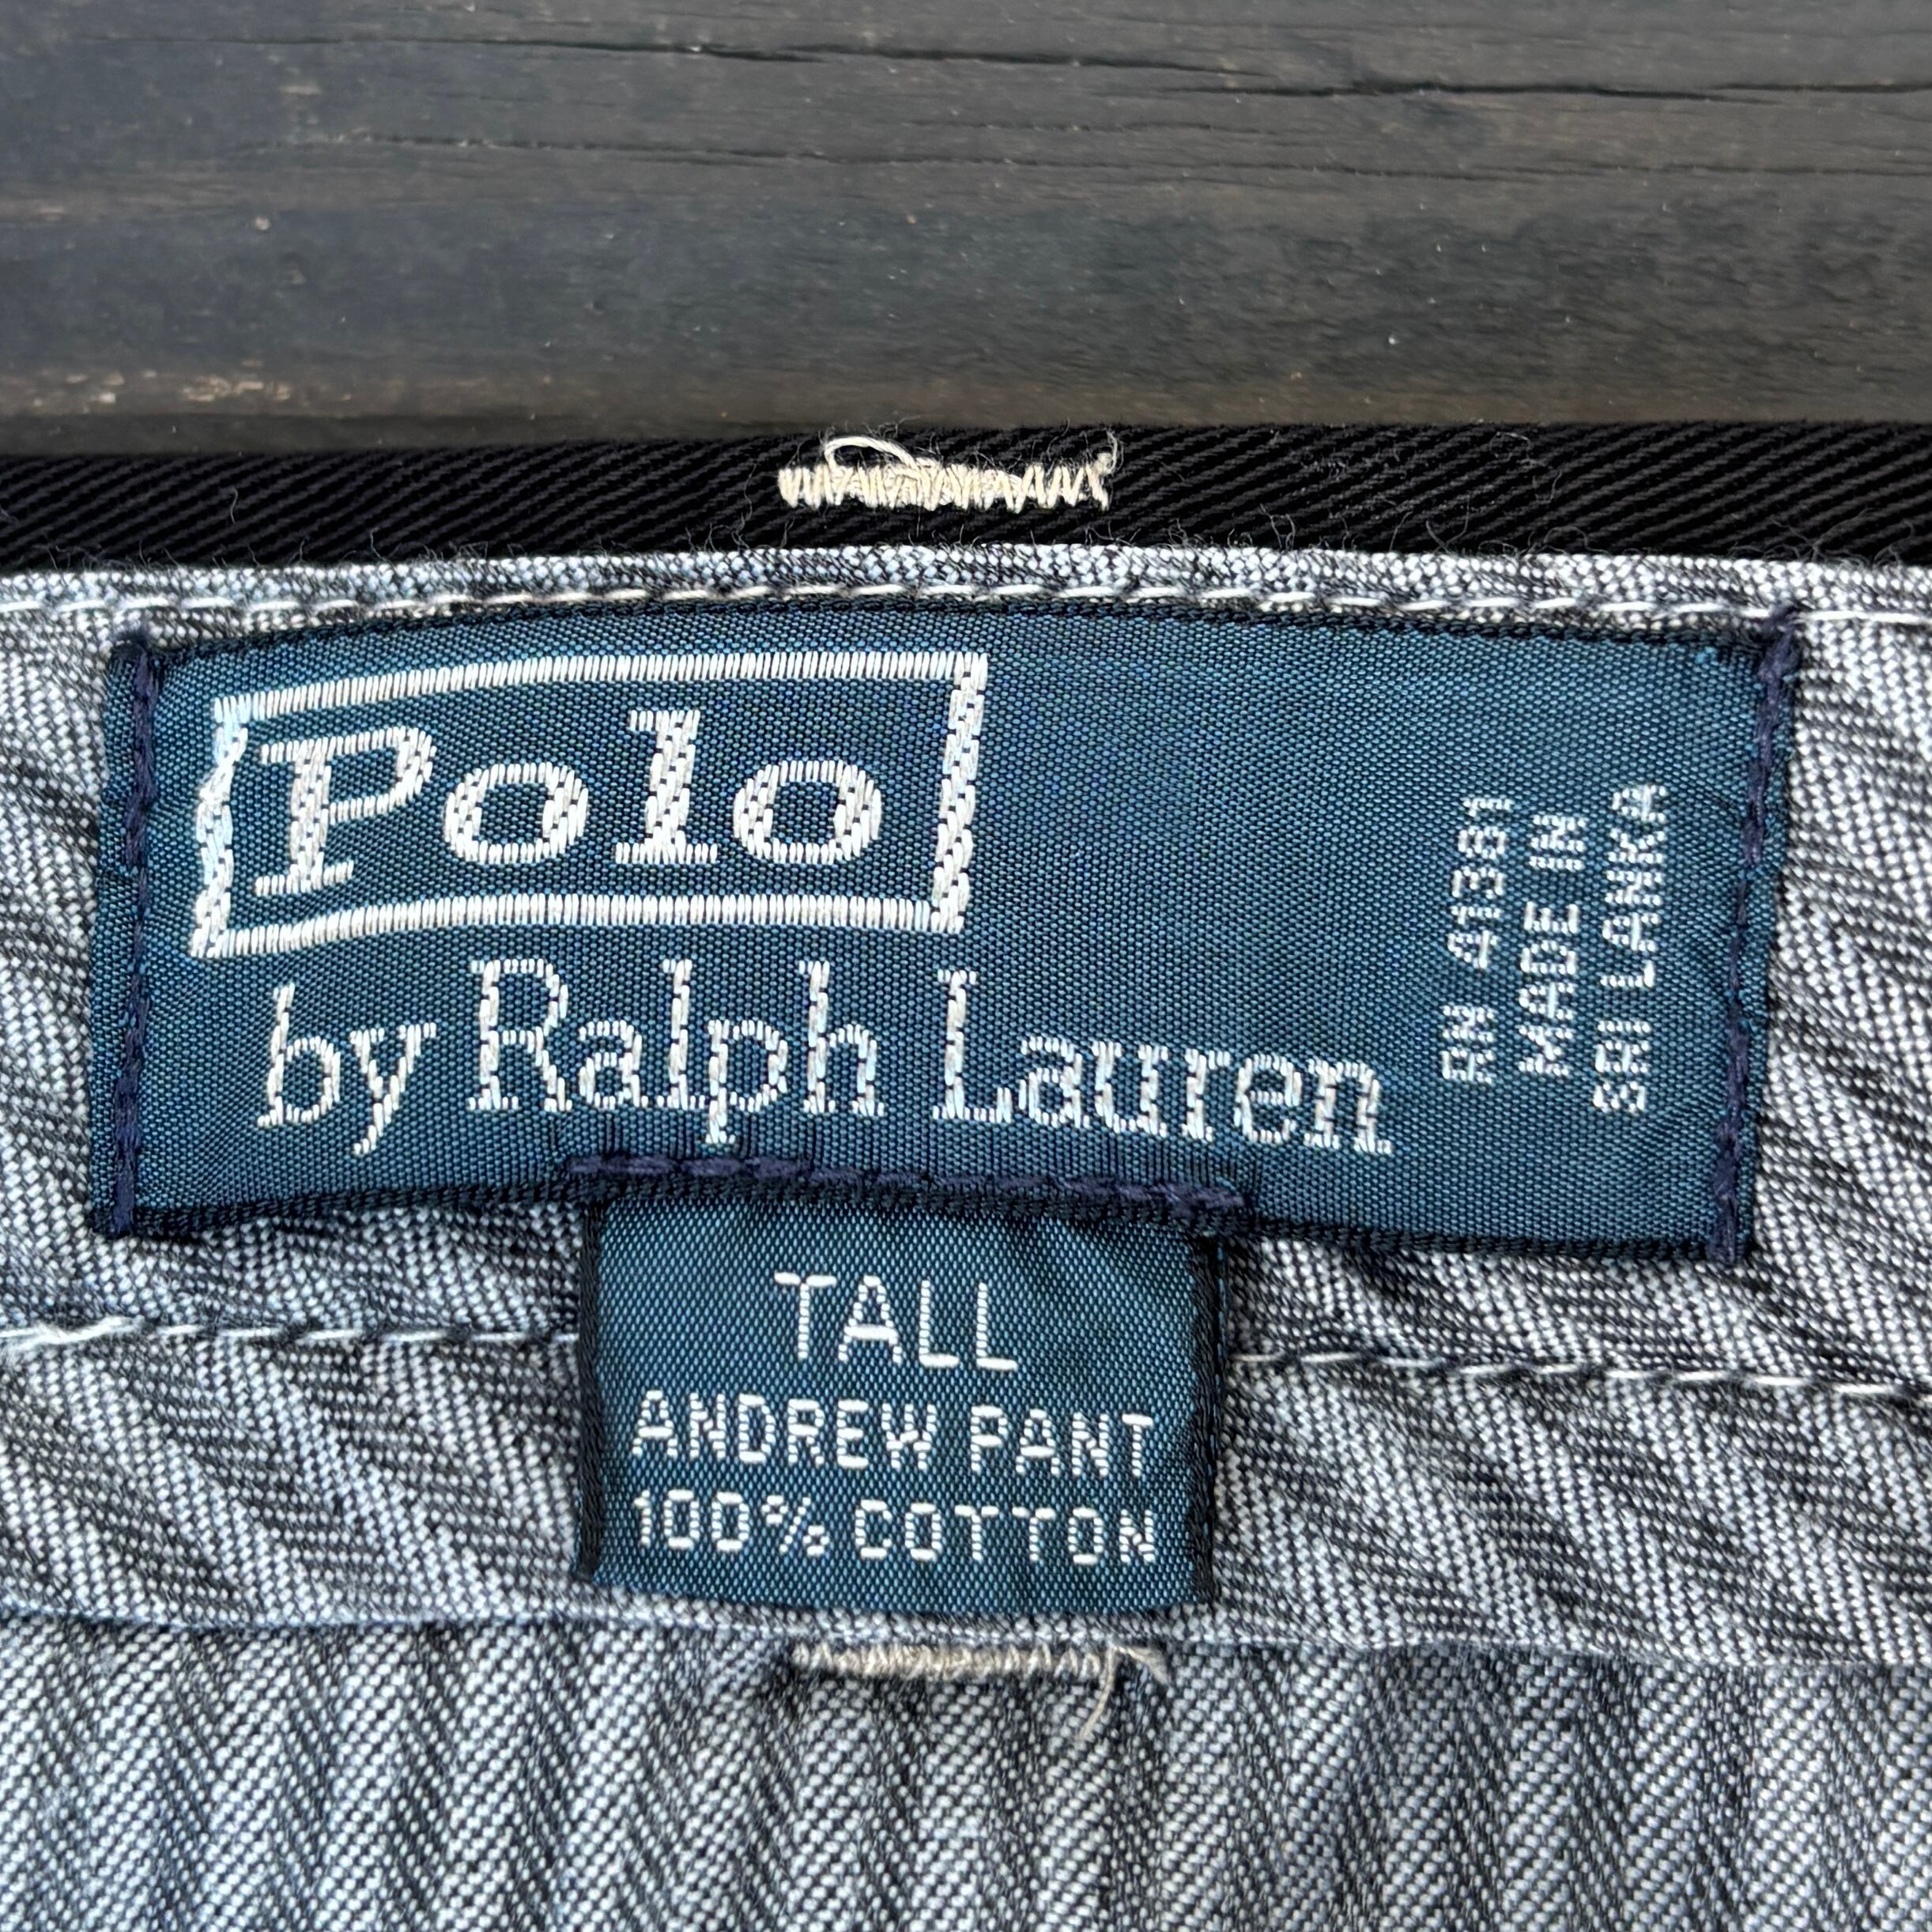 Polo
by Ralph Lauren
RN 41381
MADE IN
SRI LANKA
TALL
ANDREW PANT
100% COTTON